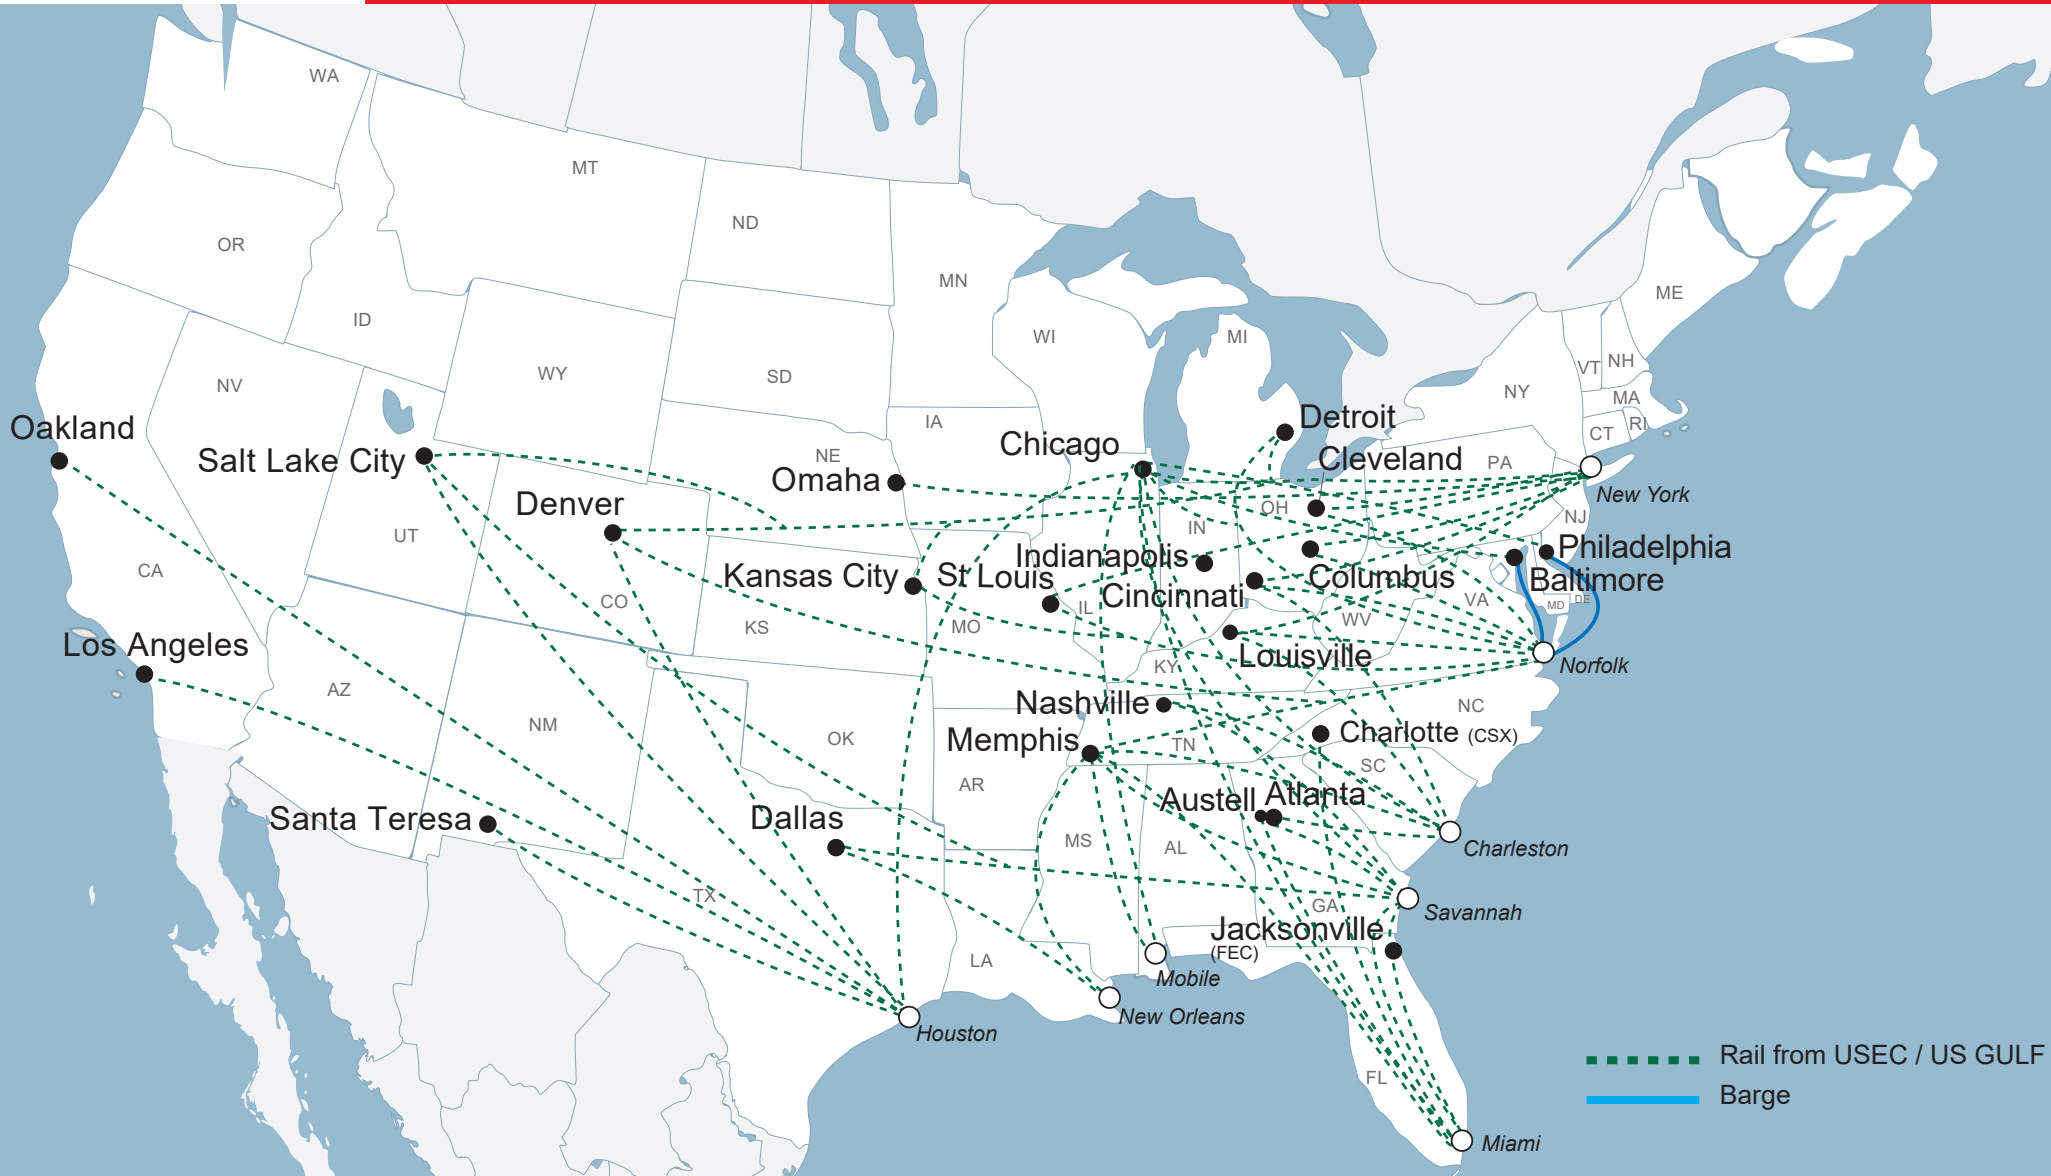 WA
MT
ND
OR
MN
ID
ME
WI
MI
WY
SD
NV
VT
NH
NY
MA
IA
RI
CT
Oakland
Detroit
Chicago
Cleveland
NE
PA
Salt Lake City
Omaha
New York
Denver
OH
NJ
IN
UT
Indianapolis
Philadelphia
CA
Kansas City
St Louis
Columbus
Baltimore
CO
Cincinnati
IL
VA
MD
DE
KS
MO
WV
Los Angeles
Louisville
KY
Norfolk
AZ
Nashville
NC
NM
OK
Memphis
TN
Charlotte (CSX)
SC
AR
Austell
Atlanta
Santa Teresa
Dallas
MS
AL
Charleston
TX
GA
Savannah
Jacksonville
(FEC)
LA
Mobile
New Orleans
Houston
Rail from USEC / US GULF
FL
Barge
Miami